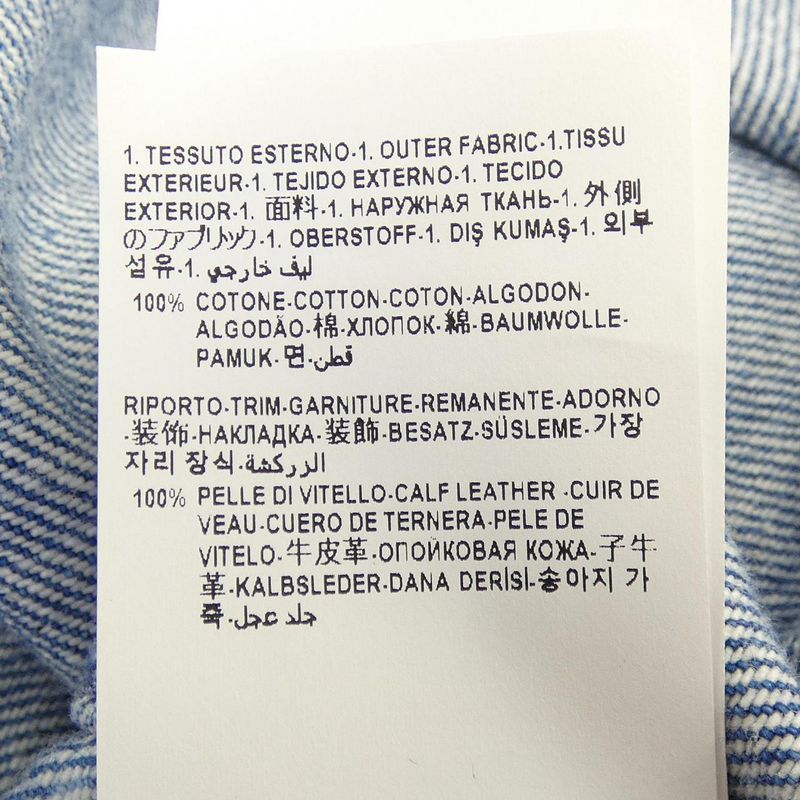 1. TESSUTO ESTERNO-1. OUTER FABRIC-1.TISSU
EXTERIEUR-1. TEJIDO EXTERNO-1. TECIDO
EXTERIOR-1. 面料-1. НАРУЖНАЯ ТКАНЬ-1. 外側
のファブリック-1. OBERSTOFF-1. DIŞ KUMAŞ-1. 외부
섬유-1. ليف خارجي
100% COTONE-COTTON-COTON-ALGODON-
ALGODÃO-棉-ХЛОПОК-綿-BAUMWOLLE-
PAMUK-면-قطن
RIPORTO-TRIM-GARNITURE-REMANENTE-ADORNO
-装饰-НАКЛАДКА-装飾-BESATZ-SÜSLEME-가장
자리 장식-الزركشة
100% PELLE DI VITELLO-CALF LEATHER -CUIR DE
VEAU-CUERO DE TERNERA-PELE DE
VITELO-牛皮革-ОПОЙКОВАЯ КОЖА-子牛
革-KALBSLEDER-DANA DERİSİ-송아지 가
죽-جلد عجل